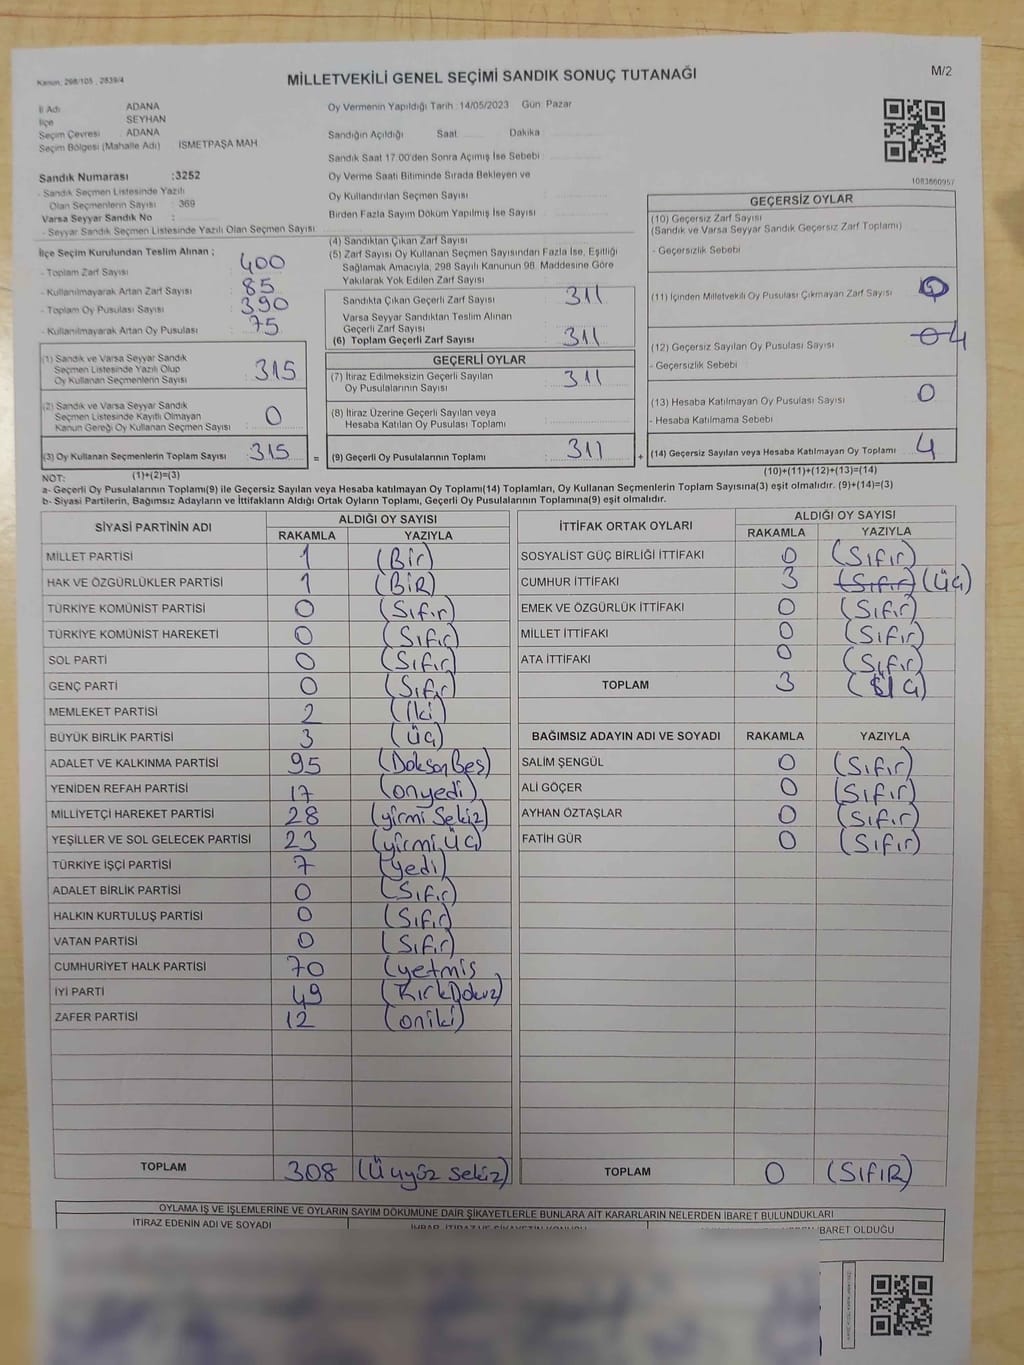 Kanun: 298/105 , 2839/4
MİLLETVEKİLİ GENEL SEÇİMİ SANDIK SONUÇ TUTANAĞI
M/2
İl Adı : ADANA
İlçe : SEYHAN
Seçim Çevresi : ADANA
Seçim Bölgesi (Mahalle Adı) : İSMETPAŞA MAH
Sandık Numarası :3252
- Sandık Seçmen Listesinde Yazılı
Olan Seçmenlerin Sayısı : 369
Varsa Seyyar Sandık No :
- Seyyar Sandık Seçmen Listesinde Yazılı Olan Seçmen Sayısı :
Oy Vermenin Yapıldığı Tarih :14/05/2023 Gün: Pazar
Sandığın Açıldığı Saat Dakika
Sandık Saat 17.00'den Sonra Açımış İse Sebebi :
Oy Verme Saati Bitiminde Sırada Bekleyen ve
Oy Kullandırılan Seçmen Sayısı :
Birden Fazla Sayım Döküm Yapılmış İse Sayısı :
1083860957
İlçe Seçim Kurulundan Teslim Alınan ;
- Toplam Zarf Sayısı : 400
- Kullanılmayarak Artan Zarf Sayısı : 85
- Toplam Oy Pusulası : 390
- Kullanılmayarak Artan Oy Pusulası : 75
(1) Sandık ve Varsa Seyyar Sandık
Seçmen Listesinde Yazılı Olup
Oy Kullanan Seçmenlerin Sayısı : 315
(2) Sandık ve Varsa Seyyar Sandık
Seçmen Listesinde Kayıtlı Olmayan
Kanun Gereği Oy Kullanan Seçmen Sayısı : 0
(3) Oy Kullanan Seçmenlerin Toplam Sayısı : 315
(4) Sandıktan Çıkan Zarf Sayısı :
(5) Zarf Sayısı Oy Kullanan Seçmen Sayısından Fazla İse, Eşitliği
Sağlamak Amacıyla, 298 Sayılı Kanunun 98. Maddesine Göre
Yakılarak Yok Edilen Zarf Sayısı :
Sandıkta Çıkan Geçerli Zarf Sayısı : 311
Varsa Seyyar Sandıktan Teslim Alınan
Geçerli Zarf Sayısı :
(6) Toplam Geçerli Zarf Sayısı : 311
GEÇERLİ OYLAR
(7) İtiraz Edilmeksizin Geçerli Sayılan
Oy Pusulalarının Sayısı : 311
(8) İtiraz Üzerine Geçerli Sayılan veya
Hesaba Katılan Oy Pusulası Toplamı :
= (9) Geçerli Oy Pusulalarının Toplamı : 311 +
GEÇERSİZ OYLAR
(10) Geçersiz Zarf Sayısı :
(Sandık ve Varsa Seyyar Sandık Geçersiz Zarf Toplamı)
- Geçersizlik Sebebi :
(11) İçinden Milletvekili Oy Pusulası Çıkmayan Zarf Sayısı : 0
(12) Geçersiz Sayılan Oy Pusulası Sayısı : 0 4
- Geçersizlik Sebebi :
(13) Hesaba Katılmayan Oy Pusulası Sayısı : 0
- Hesaba Katılmama Sebebi :
(14) Geçersiz Sayılan veya Hesaba Katılmayan Oy Toplamı : 4
NOT: (1)+(2)=(3)
(10)+(11)+(12)+(13)=(14)
a- Geçerli Oy Pusulalarının Toplamı(9) ile Geçersiz Sayılan veya Hesaba katılmayan Oy Toplamı(14) Toplamları, Oy Kullanan Seçmenlerin Toplam Sayısına(3) eşit olmalıdır. (9)+(14)=(3)
b- Siyasi Partilerin, Bağımsız Adayların ve İttifakların Aldığı Ortak Oyların Toplamı, Geçerli Oy Pusulalarının Toplamına(9) eşit olmalıdır.
SİYASİ PARTİNİN ADI ALDIĞI OY SAYISI
RAKAMLA YAZIYLA
MİLLET PARTİSİ 1 (Bir)
HAK VE ÖZGÜRLÜKLER PARTİSİ 1 (BİR)
TÜRKİYE KOMÜNİST PARTİSİ 0 (Sıfır)
TÜRKİYE KOMÜNİST HAREKETİ 0 (Sıfır)
SOL PARTİ 0 (Sıfır)
GENÇ PARTİ 0 (Sıfır)
MEMLEKET PARTİSİ 2 (İki)
BÜYÜK BİRLİK PARTİSİ 3 (Üç)
ADALET VE KALKINMA PARTİSİ 95 (DoksanBeş)
YENİDEN REFAH PARTİSİ 17 (onyedi)
MİLLİYETÇİ HAREKET PARTİSİ 28 (yirmi Sekiz)
YEŞİLLER VE SOL GELECEK PARTİSİ 23 (yirmi üç)
TÜRKİYE İŞÇİ PARTİSİ 7 (yedi)
ADALET BİRLİK PARTİSİ 0 (Sıfır)
HALKIN KURTULUŞ PARTİSİ 0 (Sıfır)
VATAN PARTİSİ 0 (Sıfır)
CUMHURİYET HALK PARTİSİ 70 (yetmiş
İYİ PARTİ 49 (KırkDokuz)
ZAFER PARTİSİ 12 (oniki)
TOPLAM 308 (Üçyüz sekiz)
İTTİFAK ORTAK OYLARI ALDIĞI OY SAYISI
RAKAMLA YAZIYLA
SOSYALİST GÜÇ BİRLİĞİ İTTİFAKI 0 (Sıfır)
CUMHUR İTTİFAKI 3 (Sıfır) (Üç)
EMEK VE ÖZGÜRLÜK İTTİFAKI 0 (Sıfır)
MİLLET İTTİFAKI 0 (Sıfır)
ATA İTTİFAKI 0 (Sıfır)
TOPLAM 3 (Üç)
BAĞIMSIZ ADAYIN ADI VE SOYADI RAKAMLA YAZIYLA
SALİM ŞENGÜL 0 (Sıfır)
ALİ GÖÇER 0 (Sıfır)
AYHAN ÖZTAŞLAR 0 (Sıfır)
FATİH GÜR 0 (Sıfır)
TOPLAM 0 (SIFIR)
OYLAMA İŞ VE İŞLEMLERİNE VE OYLARIN SAYIM DÖKÜMÜNE DAİR ŞİKAYETLERLE BUNLARA AİT KARARLARIN NELERDEN İBARET BULUNDUKLARI
İTİRAZ EDENİN ADI VE SOYADI
İHBAR, İTİRAZ VE ŞİKAYETİN KONUSU
İBARET OLDUĞU